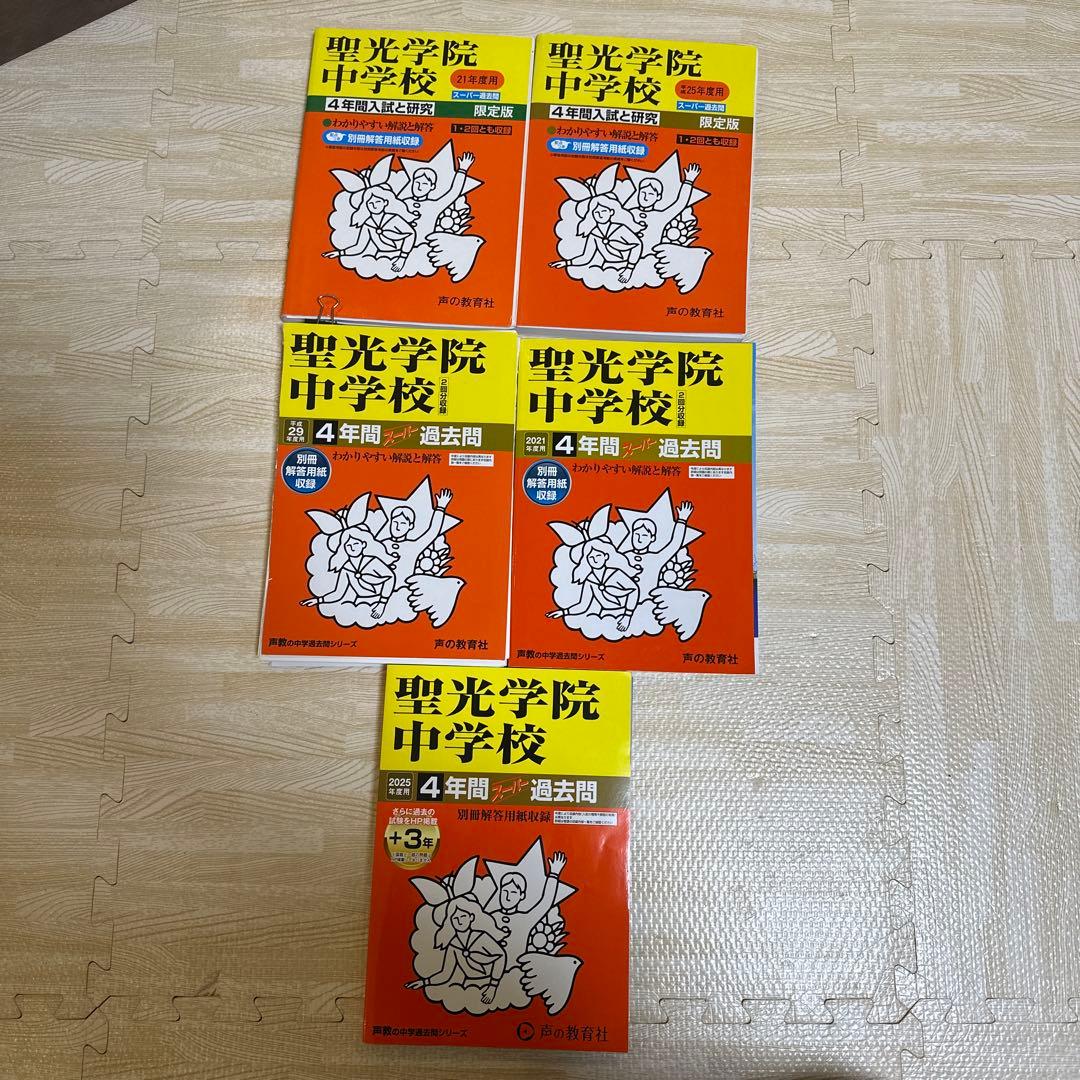 聖光学院
中学校
21年度用
スーパー過去問
4年間入試と研究
限定版
●わかりやすい解説と解答
1・2回とも収録
別冊解答用紙収録
声の教育社
聖光学院
中学校
平成25年度用
スーパー過去問
4年間入試と研究
限定版
●わかりやすい解説と解答
1・2回とも収録
別冊解答用紙収録
声の教育社
聖光学院
中学校
2回分収録
平成
29
年度用
4年間スーパー過去問
わかりやすい解説と解答
別冊
解答用紙
収録
声教の中学過去問シリーズ
声の教育社
聖光学院
中学校
2回分収録
2021
年度用
4年間スーパー過去問
わかりやすい解説と解答
別冊
解答用紙
収録
声教の中学過去問シリーズ
声の教育社
聖光学院
中学校
2025
年度用
4年間スーパー過去問
さらに過去の
試験をHP掲載
+3年
別冊解答用紙収録
声教の中学過去問シリーズ
声の教育社